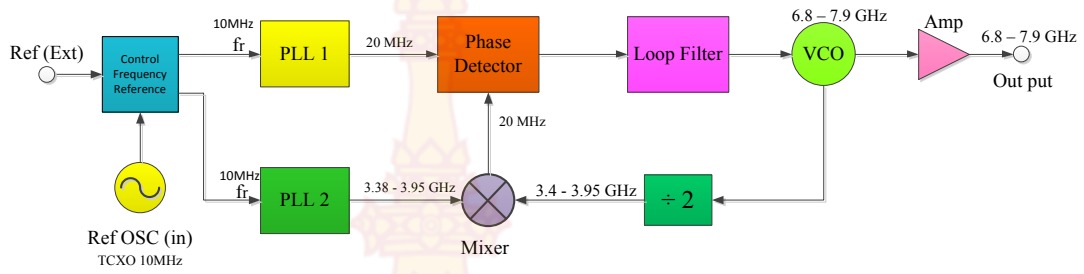 Ref (Ext)
Control
Frequency
Reference
10MHz
fr
PLL 1
20 MHz
Phase
Detector
Loop Filter
6.8 – 7.9 GHz
VCO
Amp
6.8 – 7.9 GHz
Out put
20 MHz
10MHz
fr
PLL 2
3.38 - 3.95 GHz
Mixer
3.4 - 3.95 GHz
÷ 2
Ref OSC (in)
TCXO 10MHz